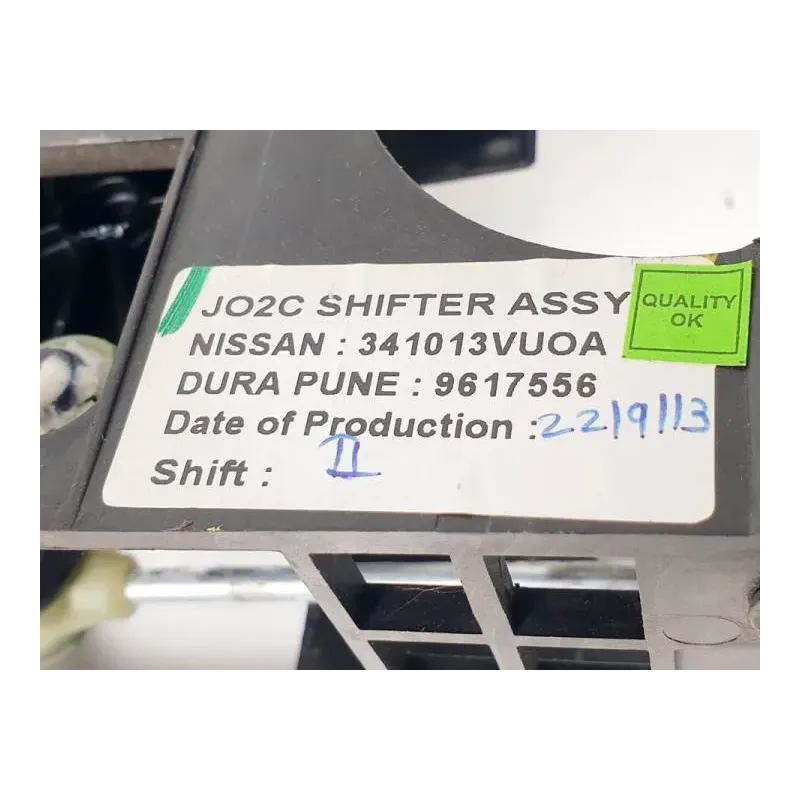 JO2C SHIFTER ASSY
NISSAN : 341013VUOA
DURA PUNE : 9617556
Date of Production : 22/9/13
Shift : II
QUALITY
OK